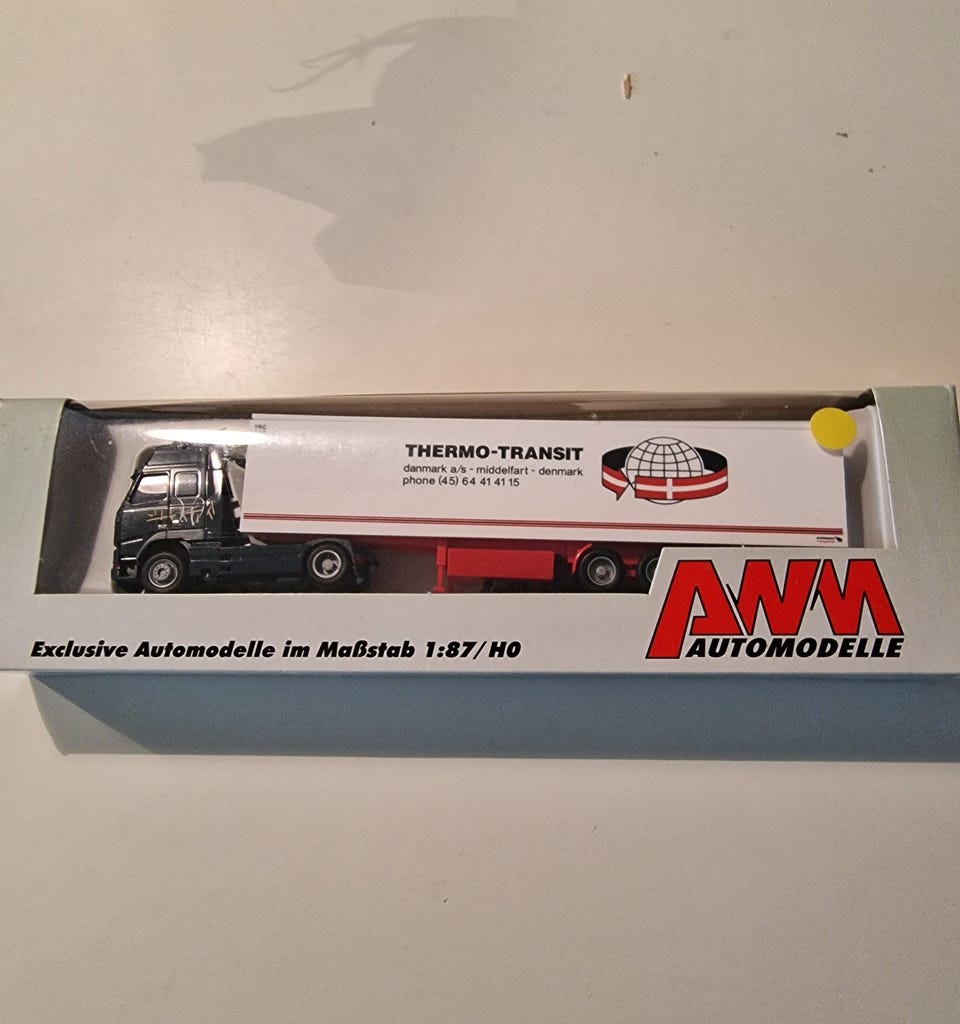 THERMO-TRANSIT
danmark a/s - middelfart - denmark
phone (45) 64 41 41 15
AWM
AUTOMODELLE
Exclusive Automodelle im Maßstab 1:87/H0